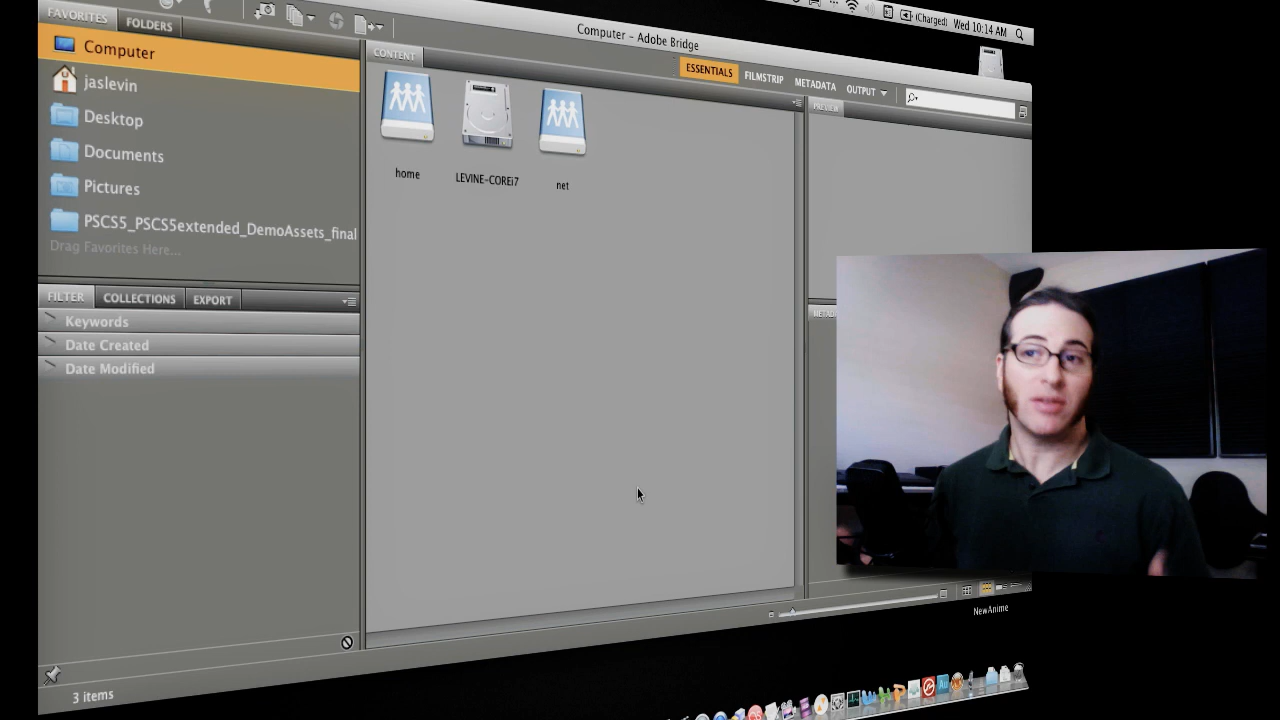 (Charged) Wed 10:14 AM
Computer - Adobe Bridge
FAVORITES FOLDERS
Computer
jaslevin
Desktop
Documents
Pictures
PSCS5_PSCS5extended_DemoAssets_final
Drag Favorites Here...
FILTER COLLECTIONS EXPORT
Keywords
Date Created
Date Modified
3 items
CONTENT
ESSENTIALS FILMSTRIP METADATA OUTPUT
home LEVINE-COREi7 net
PREVIEW
METAD
NewAnime